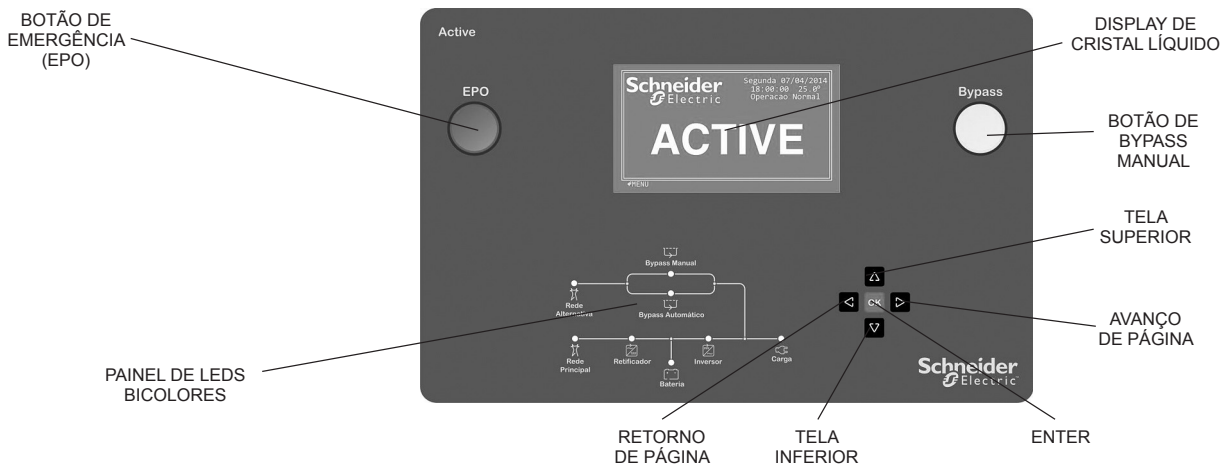 BOTÃO DE
EMERGÊNCIA
(EPO)
DISPLAY DE
CRISTAL LÍQUIDO
Active
EPO
Schneider
Electric
Segunda 07/04/2014
18:00:00 25.0°
Operacao Normal
ACTIVE
MENU
Bypass
BOTÃO DE
BYPASS
MANUAL
TELA
SUPERIOR
Bypass Manual
Rede
Alternativa
Bypass Automático
OK
AVANÇO
DE PÁGINA
Rede
Principal
Retificador
Bateria
Inversor
Carga
Schneider
Electric
PAINEL DE LEDS
BICOLORES
RETORNO
DE PÁGINA
TELA
INFERIOR
ENTER